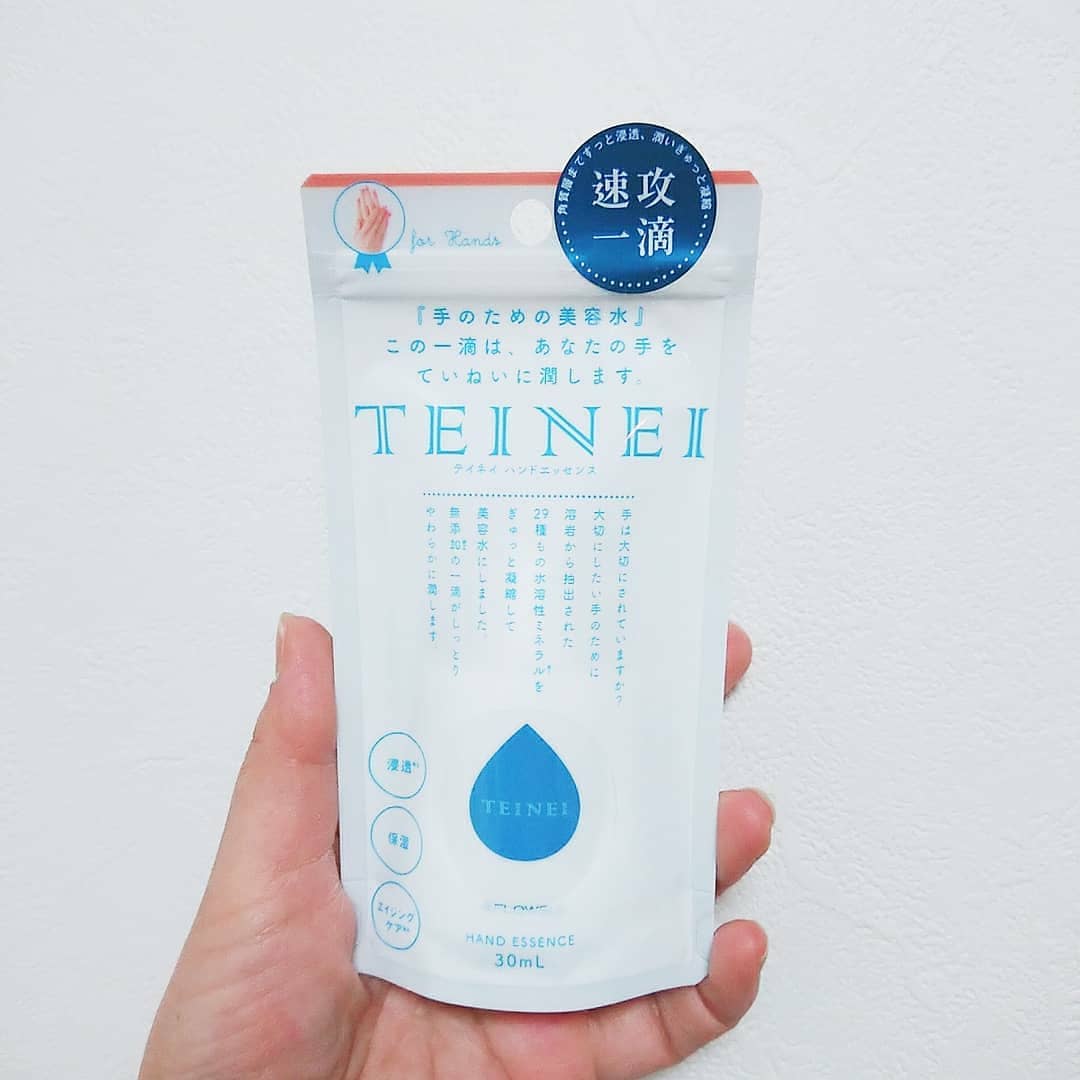 角質層まですっと浸透、潤いぎゅっと凝縮
速攻
一滴
for Hands
『手のための美容水』
この一滴は、あなたの手を
ていねいに潤します。
TEINEI
テイネイ ハンドエッセンス
手は大切にされていますか？
大切にしたい手のために
溶岩から抽出された
29種もの水溶性ミネラルを
ぎゅっと凝縮して
美容水にしました。
無添加の一滴がしっとり
やわらかに潤します。
TEINEI
浸透
保湿
エイジング
ケア
HAND ESSENCE
30mL